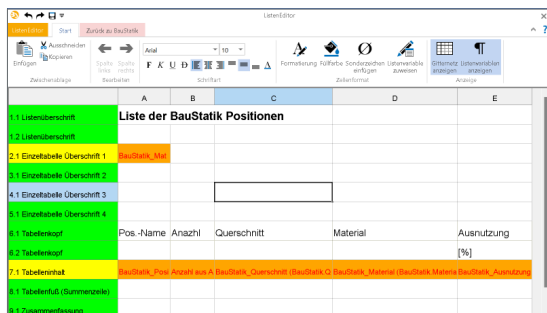 ListenEditor
ListenEditor Start Zurück zu BauStatik
Einfügen
Ausschneiden
Kopieren
Zwischenablage
Spalte links
Spalte rechts
Bearbeiten
Arial 10
F K U D
Schriftart
Formatierung
Füllfarbe
Sonderzeichen einfügen
Listenvariable zuweisen
Zellenformat
Gitternetz anzeigen
Listenvariablen anzeigen
Anzeige
A B C D E
1.1 Listenüberschrift Liste der BauStatik Positionen
1.2 Listenüberschrift
2.1 Einzeltabelle Überschrift 1 BauStatik_Mat
3.1 Einzeltabelle Überschrift 2
4.1 Einzeltabelle Überschrift 3
5.1 Einzeltabelle Überschrift 4
6.1 Tabellenkopf Pos.-Name Anazhl Querschnitt Material Ausnutzung
6.2 Tabellenkopf [%]
7.1 Tabelleninhalt BauStatik_Posi Anzahl aus A BauStatik_Querschnitt (BauStatik.Q BauStatik_Material (BauStatik.Materia BauStatik_Ausnutzung
8.1 Tabellenfuß (Summenzeile)
9.1 Zusammenfassung